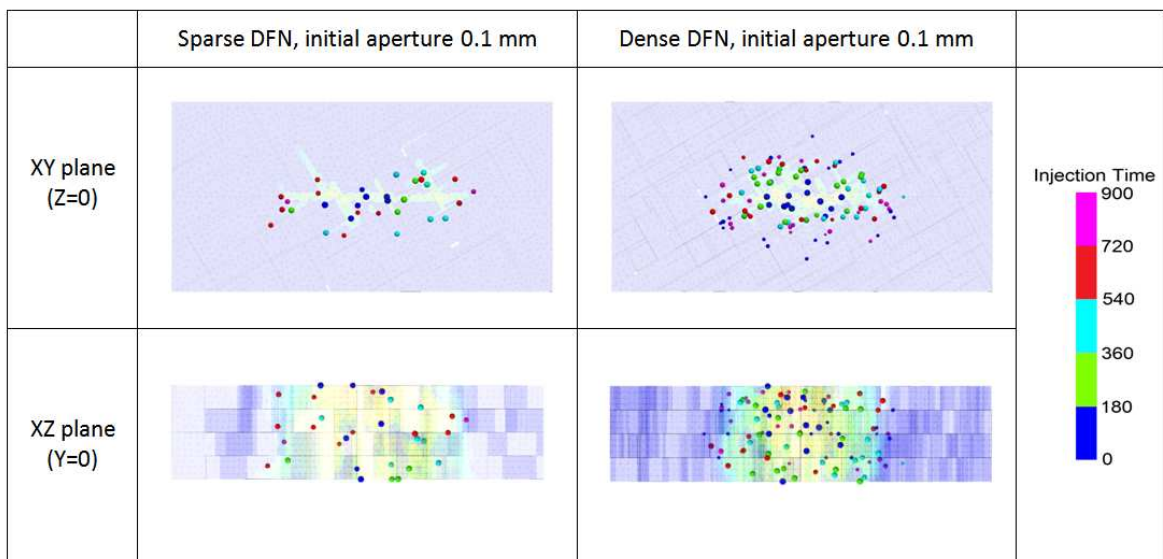 Sparse DFN, initial aperture 0.1 mm
Dense DFN, initial aperture 0.1 mm
XY plane
(Z=0)
XZ plane
(Y=0)
Injection Time
900
720
540
360
180
0